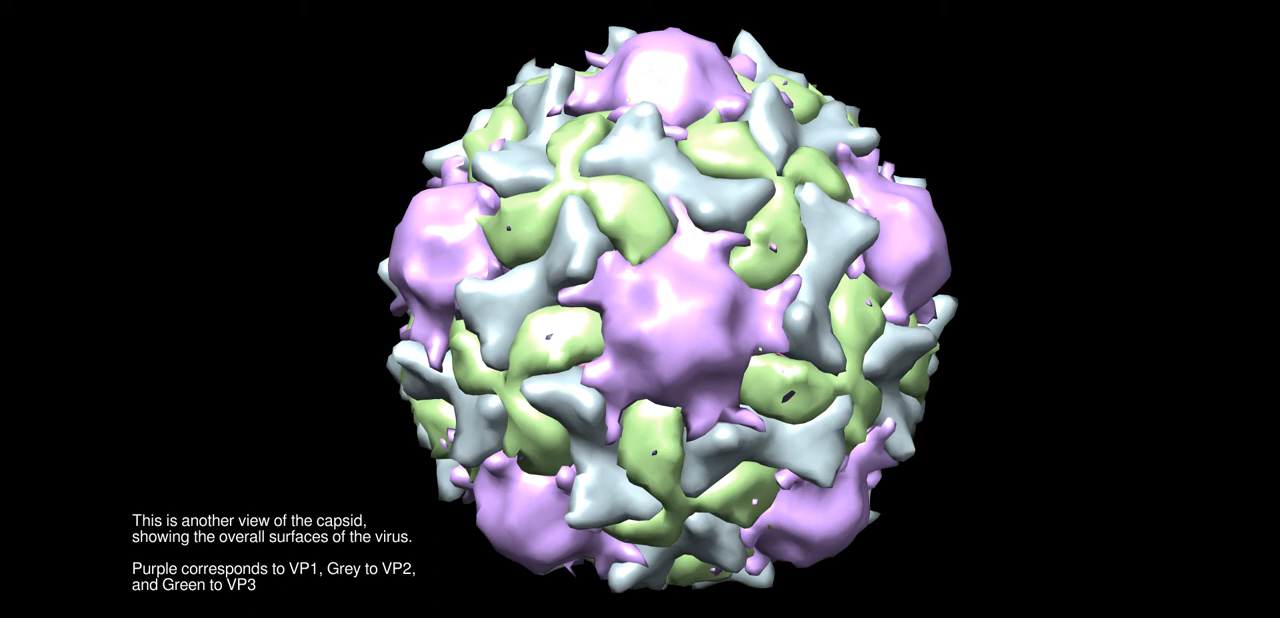 This is another view of the capsid,
showing the overall surfaces of the virus.
Purple corresponds to VP1, Grey to VP2,
and Green to VP3